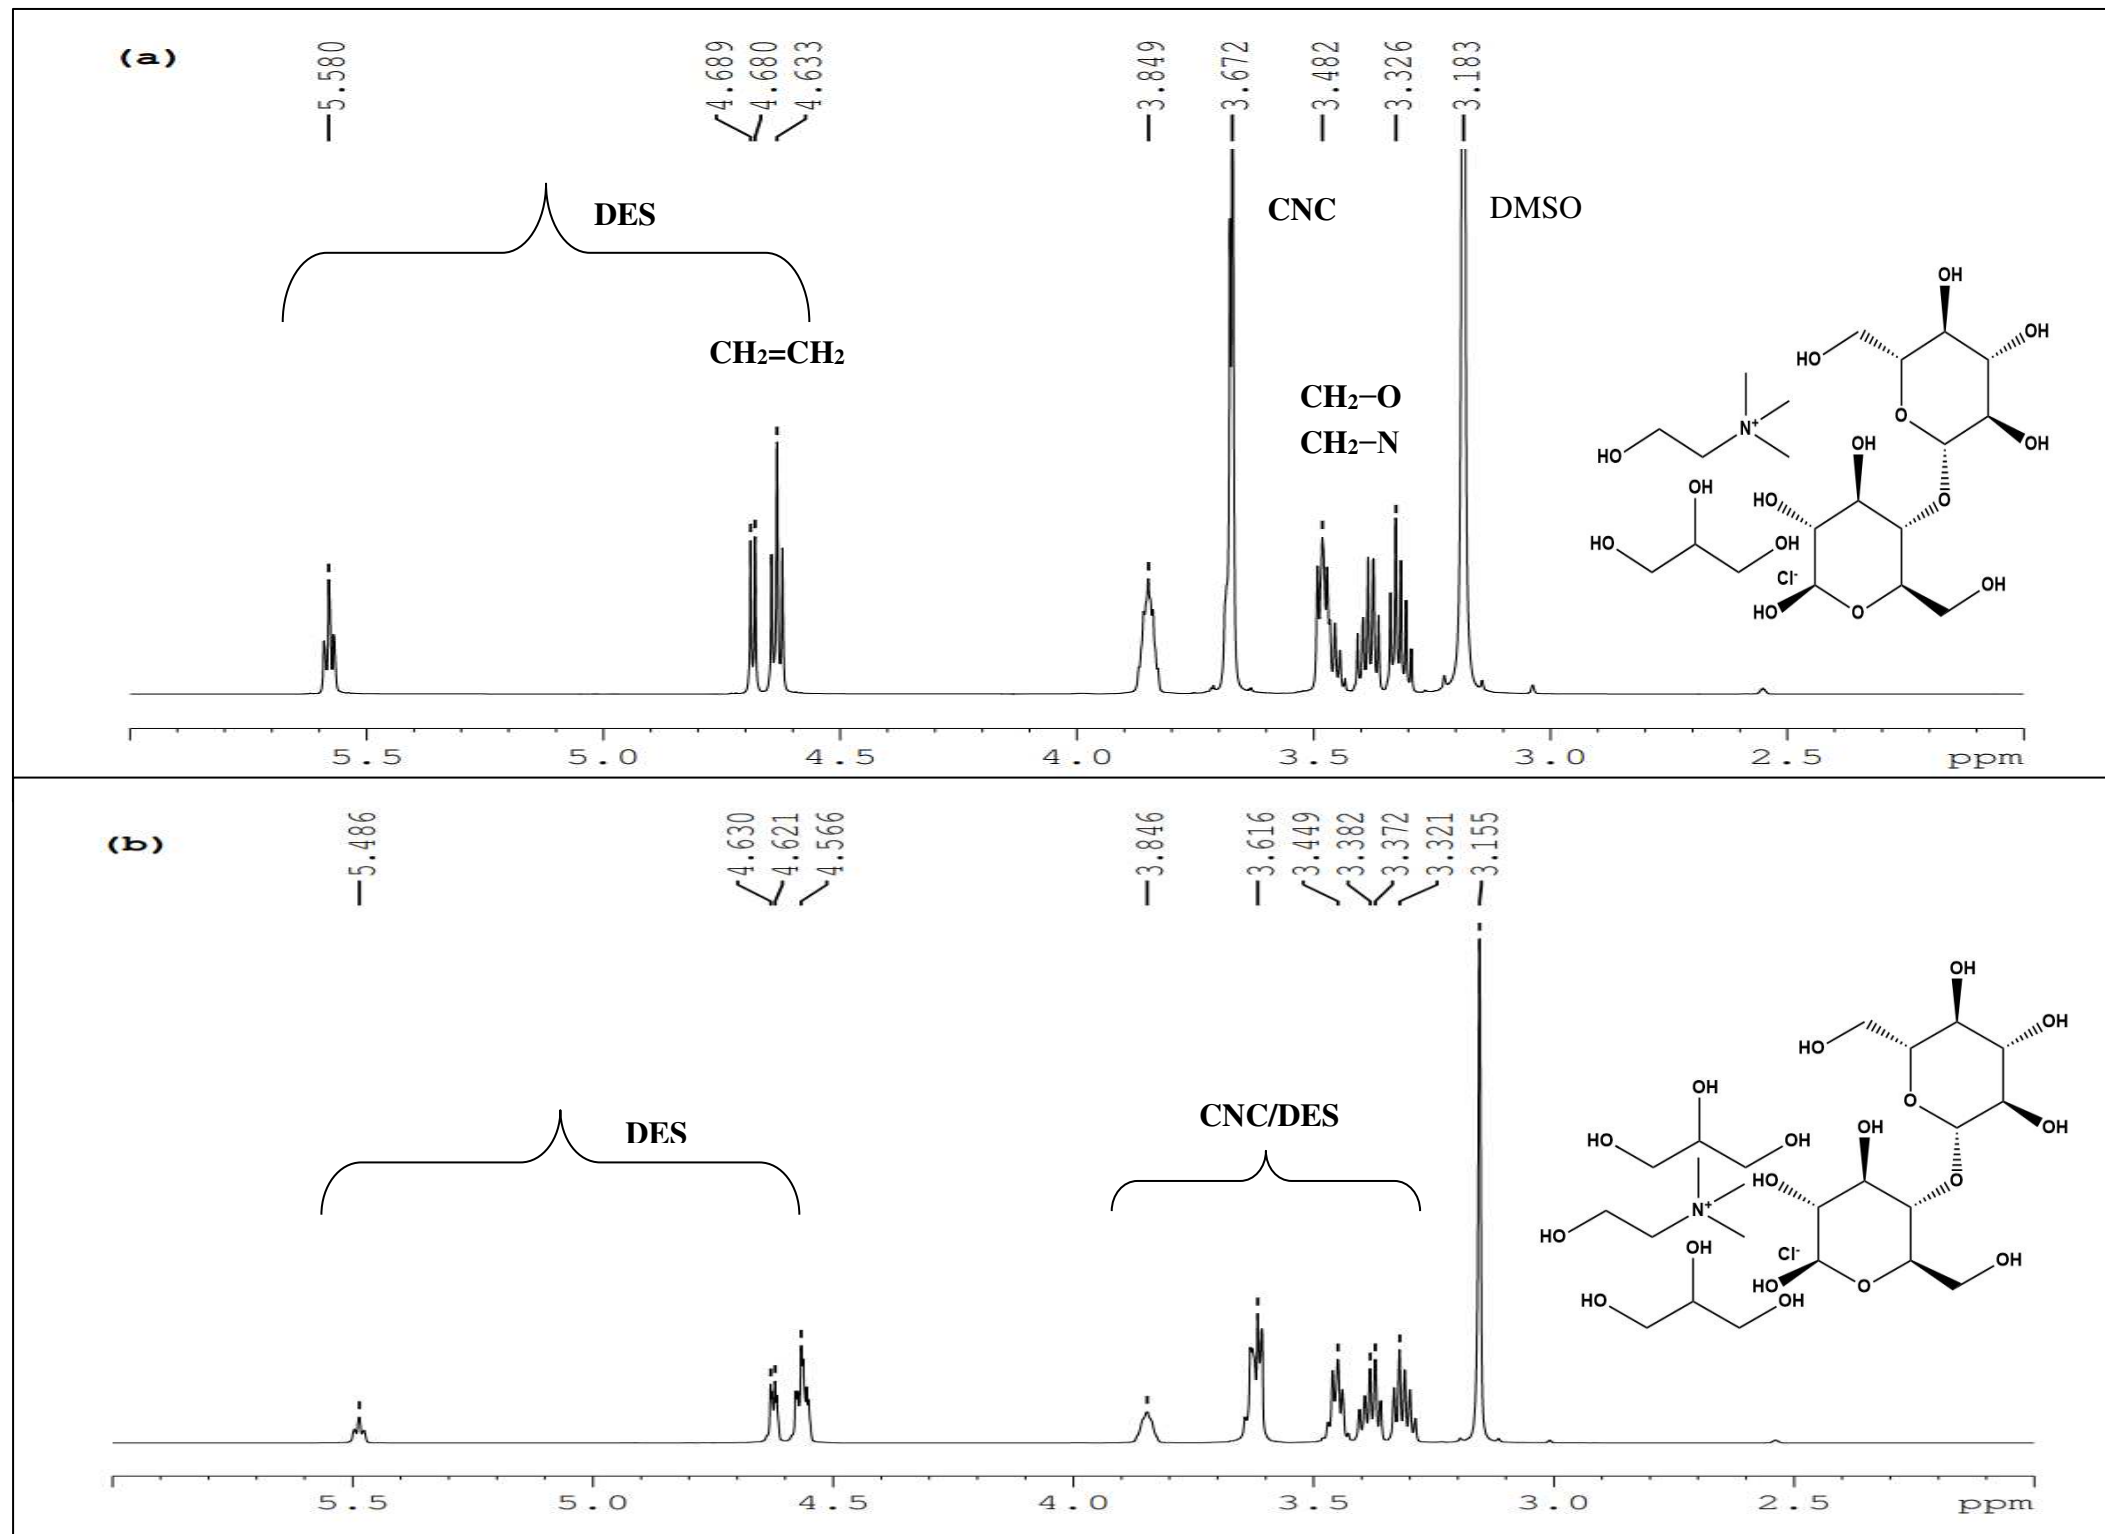 (a)
5.580
4.689
4.680
4.633
3.849
3.672
3.482
3.326
3.183
DES
CNC
DMSO
CH₂=CH₂
CH₂−O
CH₂−N
OH
HO
OH
O
OH
N⁺
HO
OH
O
OH
HO
HO
OH
Cl⁻
HO
O
OH
5.5 5.0 4.5 4.0 3.5 3.0 2.5 ppm
(b)
5.486
4.630
4.621
4.566
3.846
3.616
3.449
3.382
3.372
3.321
3.155
DES
CNC/DES
OH
HO
OH
O
OH
OH
HO
OH
OH
HO
O
N⁺
HO
OH
Cl⁻
HO
O
OH
HO
OH
5.5 5.0 4.5 4.0 3.5 3.0 2.5 ppm